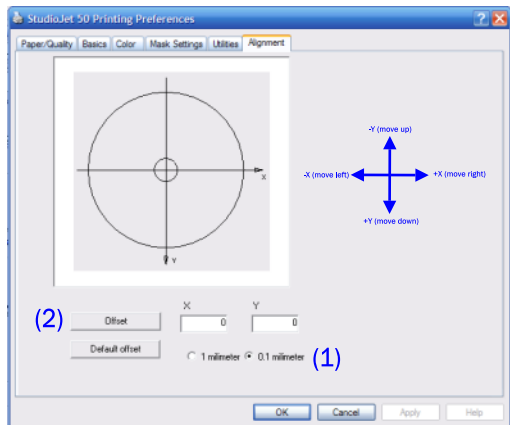 StudioJet 50 Printing Preferences
Paper/Quality Basics Color Mask Settings Utilities Alignment
X
Y
-Y (move up)
-X (move left) +X (move right)
+Y (move down)
X Y
(2) Offset 0 0
Default offset 1 milimeter 0.1 milimeter (1)
OK Cancel Apply Help